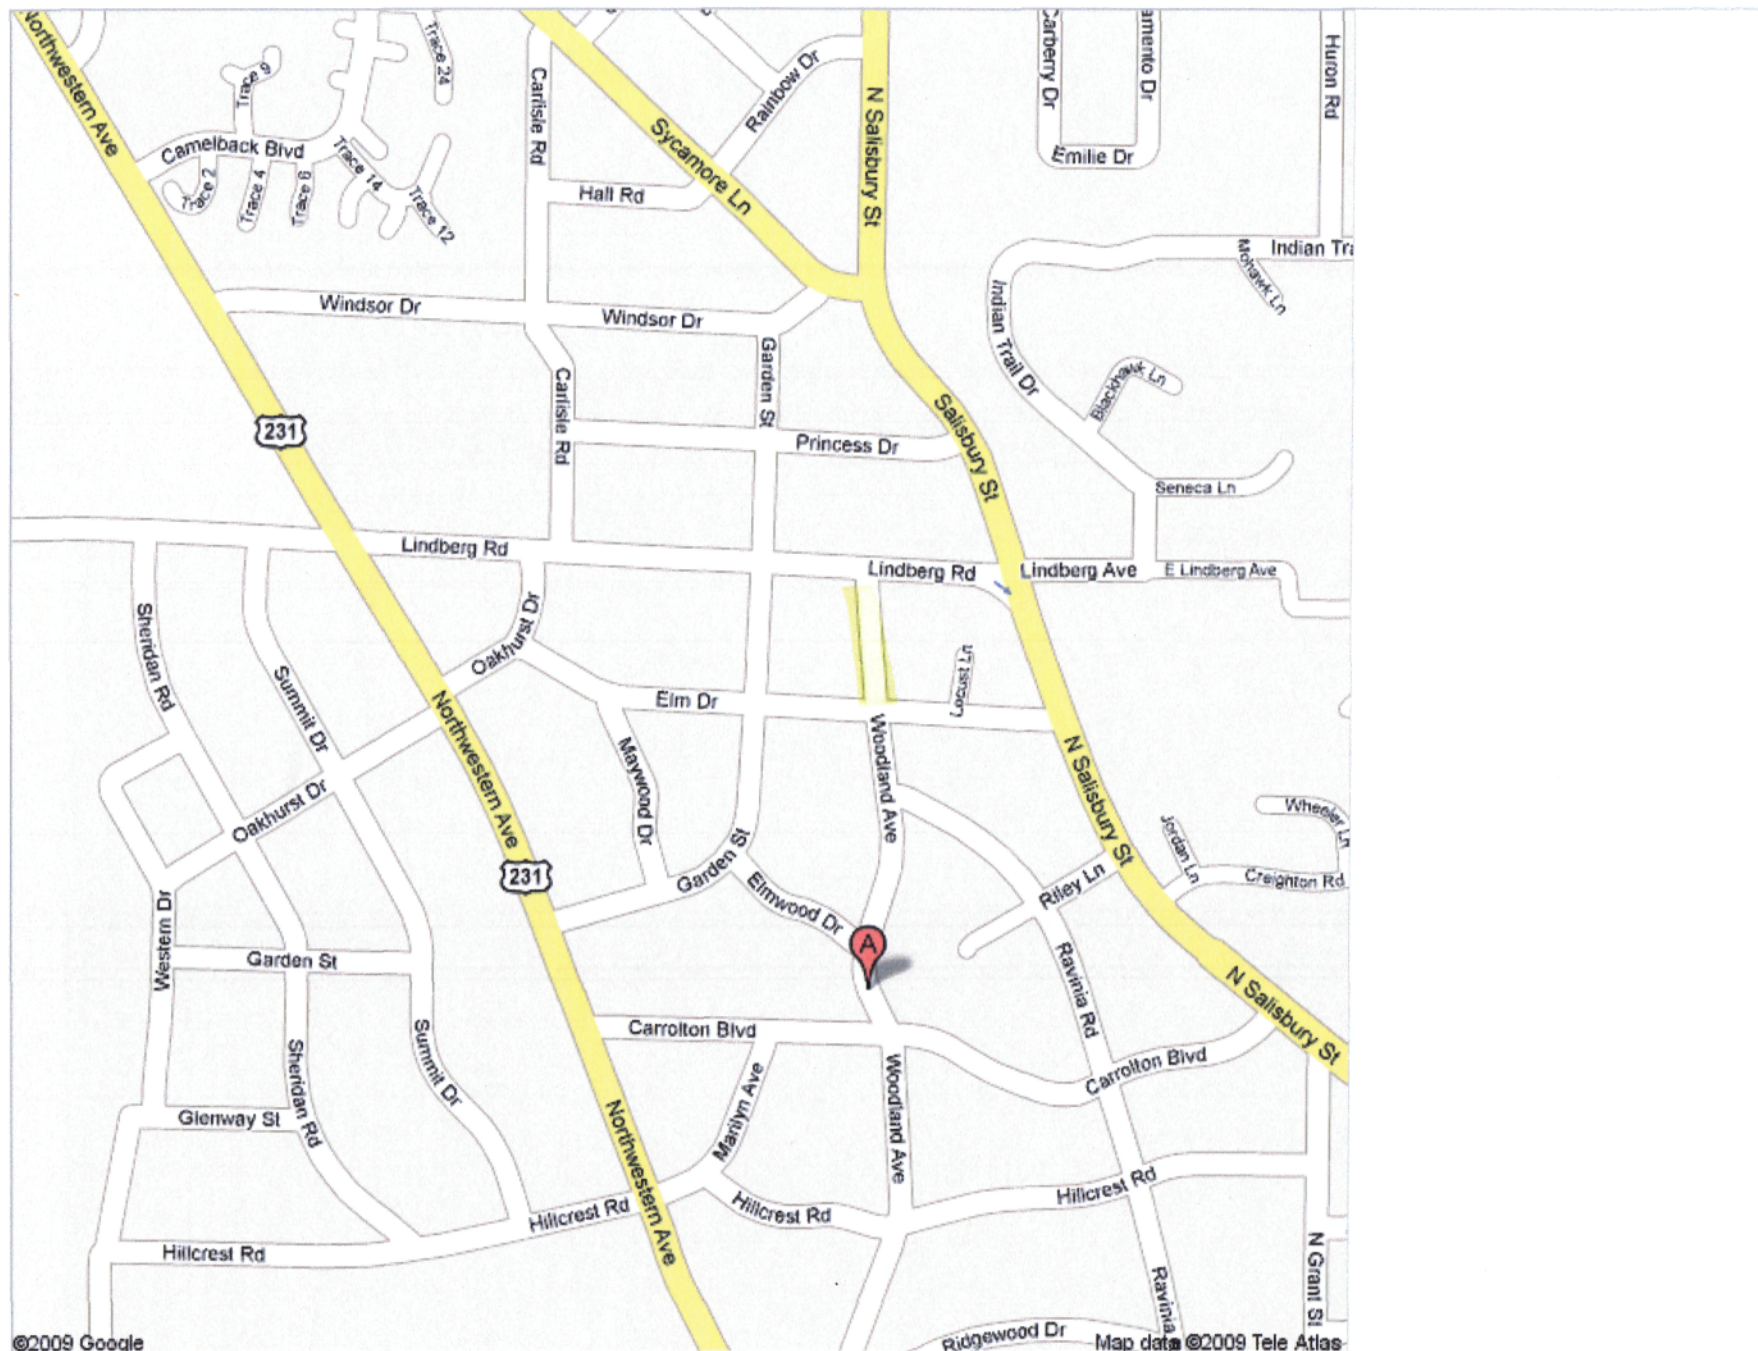 Northwestern Ave
Trace 24
Trace 9
Camelback Blvd
Trace 2
Trace 4
Trace 6
Trace 14
Trace 12
Carlisle Rd
Sycamore Ln
Rainbow Dr
Hall Rd
N Salisbury St
Carberry Dr
amento Dr
Emilie Dr
Huron Rd
Indian Tra
Mohawk Ln
Windsor Dr
Windsor Dr
Garden St
Indian Trail Dr
Blackhawk Ln
231
Carlisle Rd
Princess Dr
Salisbury St
Seneca Ln
Lindberg Rd
Lindberg Rd
Lindberg Ave
E Lindberg Ave
Sheridan Rd
Summit Dr
Oakhurst Dr
Elm Dr
Locust Ln
Northwestern Ave
Maywood Dr
Woodland Ave
N Salisbury St
Oakhurst Dr
Wheeler Ln
Jordan Ln
Creighton Rd
231
Garden St
Elmwood Dr
Riley Ln
Western Dr
A
Garden St
Ravinia Rd
N Salisbury St
Carrolton Blvd
Carrolton Blvd
Summit Dr
Sheridan Rd
Glenway St
Marilyn Ave
Woodland Ave
Northwestern Ave
Hillcrest Rd
Hillcrest Rd
Hillcrest Rd
Hillcrest Rd
N Grant St
Ravinia
Ridgewood Dr
©2009 Google
Map data ©2009 Tele Atlas